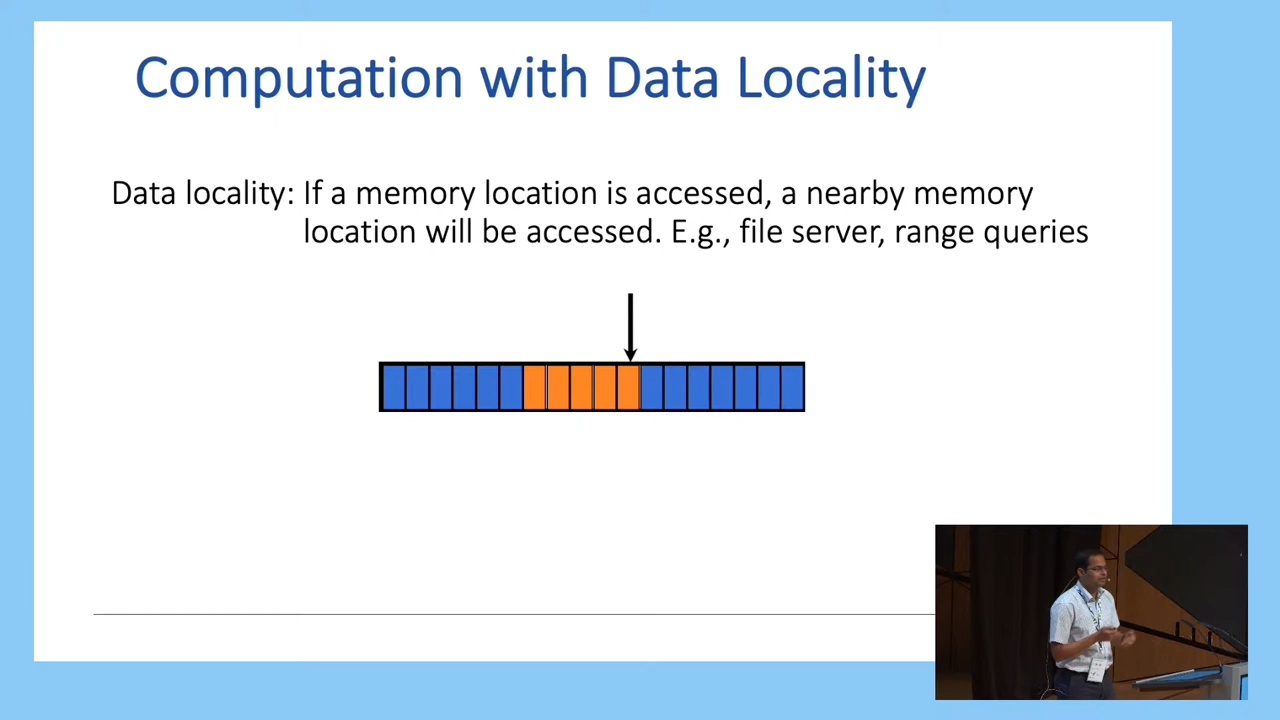 Computation with Data Locality
Data locality: If a memory location is accessed, a nearby memory
location will be accessed. E.g., file server, range queries